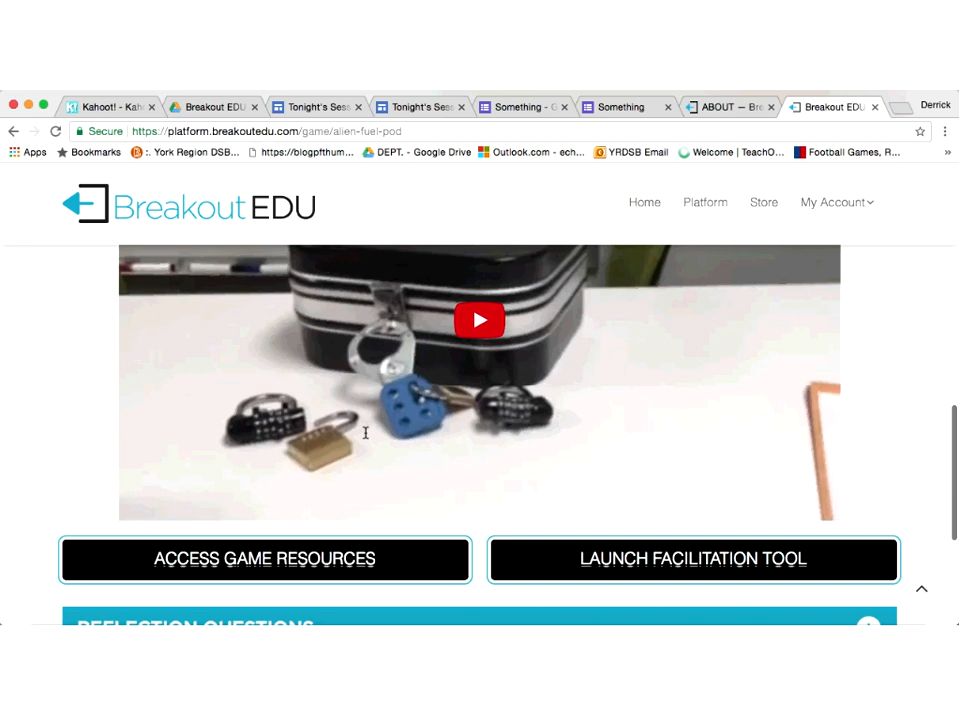 Kahoot! - Kah
Breakout EDU
Tonight's Sess
Tonight's Sess
Something - G
Something
ABOUT — Bre
Breakout EDU
Derrick
Secure
https://platform.breakoutedu.com/game/alien-fuel-pod
Apps
Bookmarks
:. York Region DSB...
https://blogpfthum...
DEPT. - Google Drive
Outlook.com - ech...
YRDSB Email
Welcome | TeachO...
Football Games, R...
»
Breakout EDU
Home
Platform
Store
My Account
ACCESS GAME RESOURCES
LAUNCH FACILITATION TOOL
REFLECTION QUESTIONS